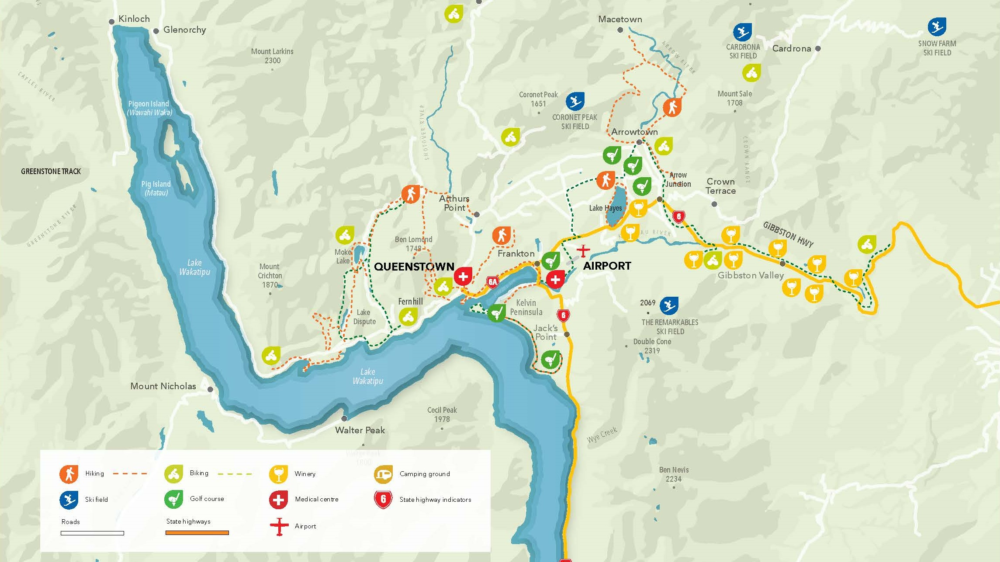 Kinloch
Glenorchy
Macetown
CARDRONA
SKI FIELD
Cardrona
SNOW FARM
SKI FIELD
Mount Larkins
2300
ARROW RIVER
CAPLES RIVER
Pigeon Island
(Wawahi Waka)
Coronet Peak
1651
CORONET PEAK
SKI FIELD
Mount Sale
1708
SHOTOVER RIVER
Arrowtown
CROWN RANGE
GREENSTONE TRACK
Pig Island
(Matau)
Arrow
Junction
Crown
Terrace
Arthurs
Point
Lake Hayes
6
GREENSTONE RIVER
GIBBSTON HWY
AU RIVER
Ben Lomond
1748
Moke
Lake
Frankton
Lake
Wakatipu
Mount
Crichton
1870
QUEENSTOWN
AIRPORT
6A
Gibbston Valley
Fernhill
Kelvin
Peninsula
2069
THE REMARKABLES
SKI FIELD
6
Lake
Dispute
Jack's
Point
Double Cone
2319
Lake
Wakatipu
Mount Nicholas
Cecil Peak
1978
Walter Peak
Wye Creek
Walter Peak
1800
Ben Nevis
2234
Hiking
Biking
Winery
Camping ground
Ski field
Golf course
Medical centre
6
State highway indicators
Roads
State highways
Airport